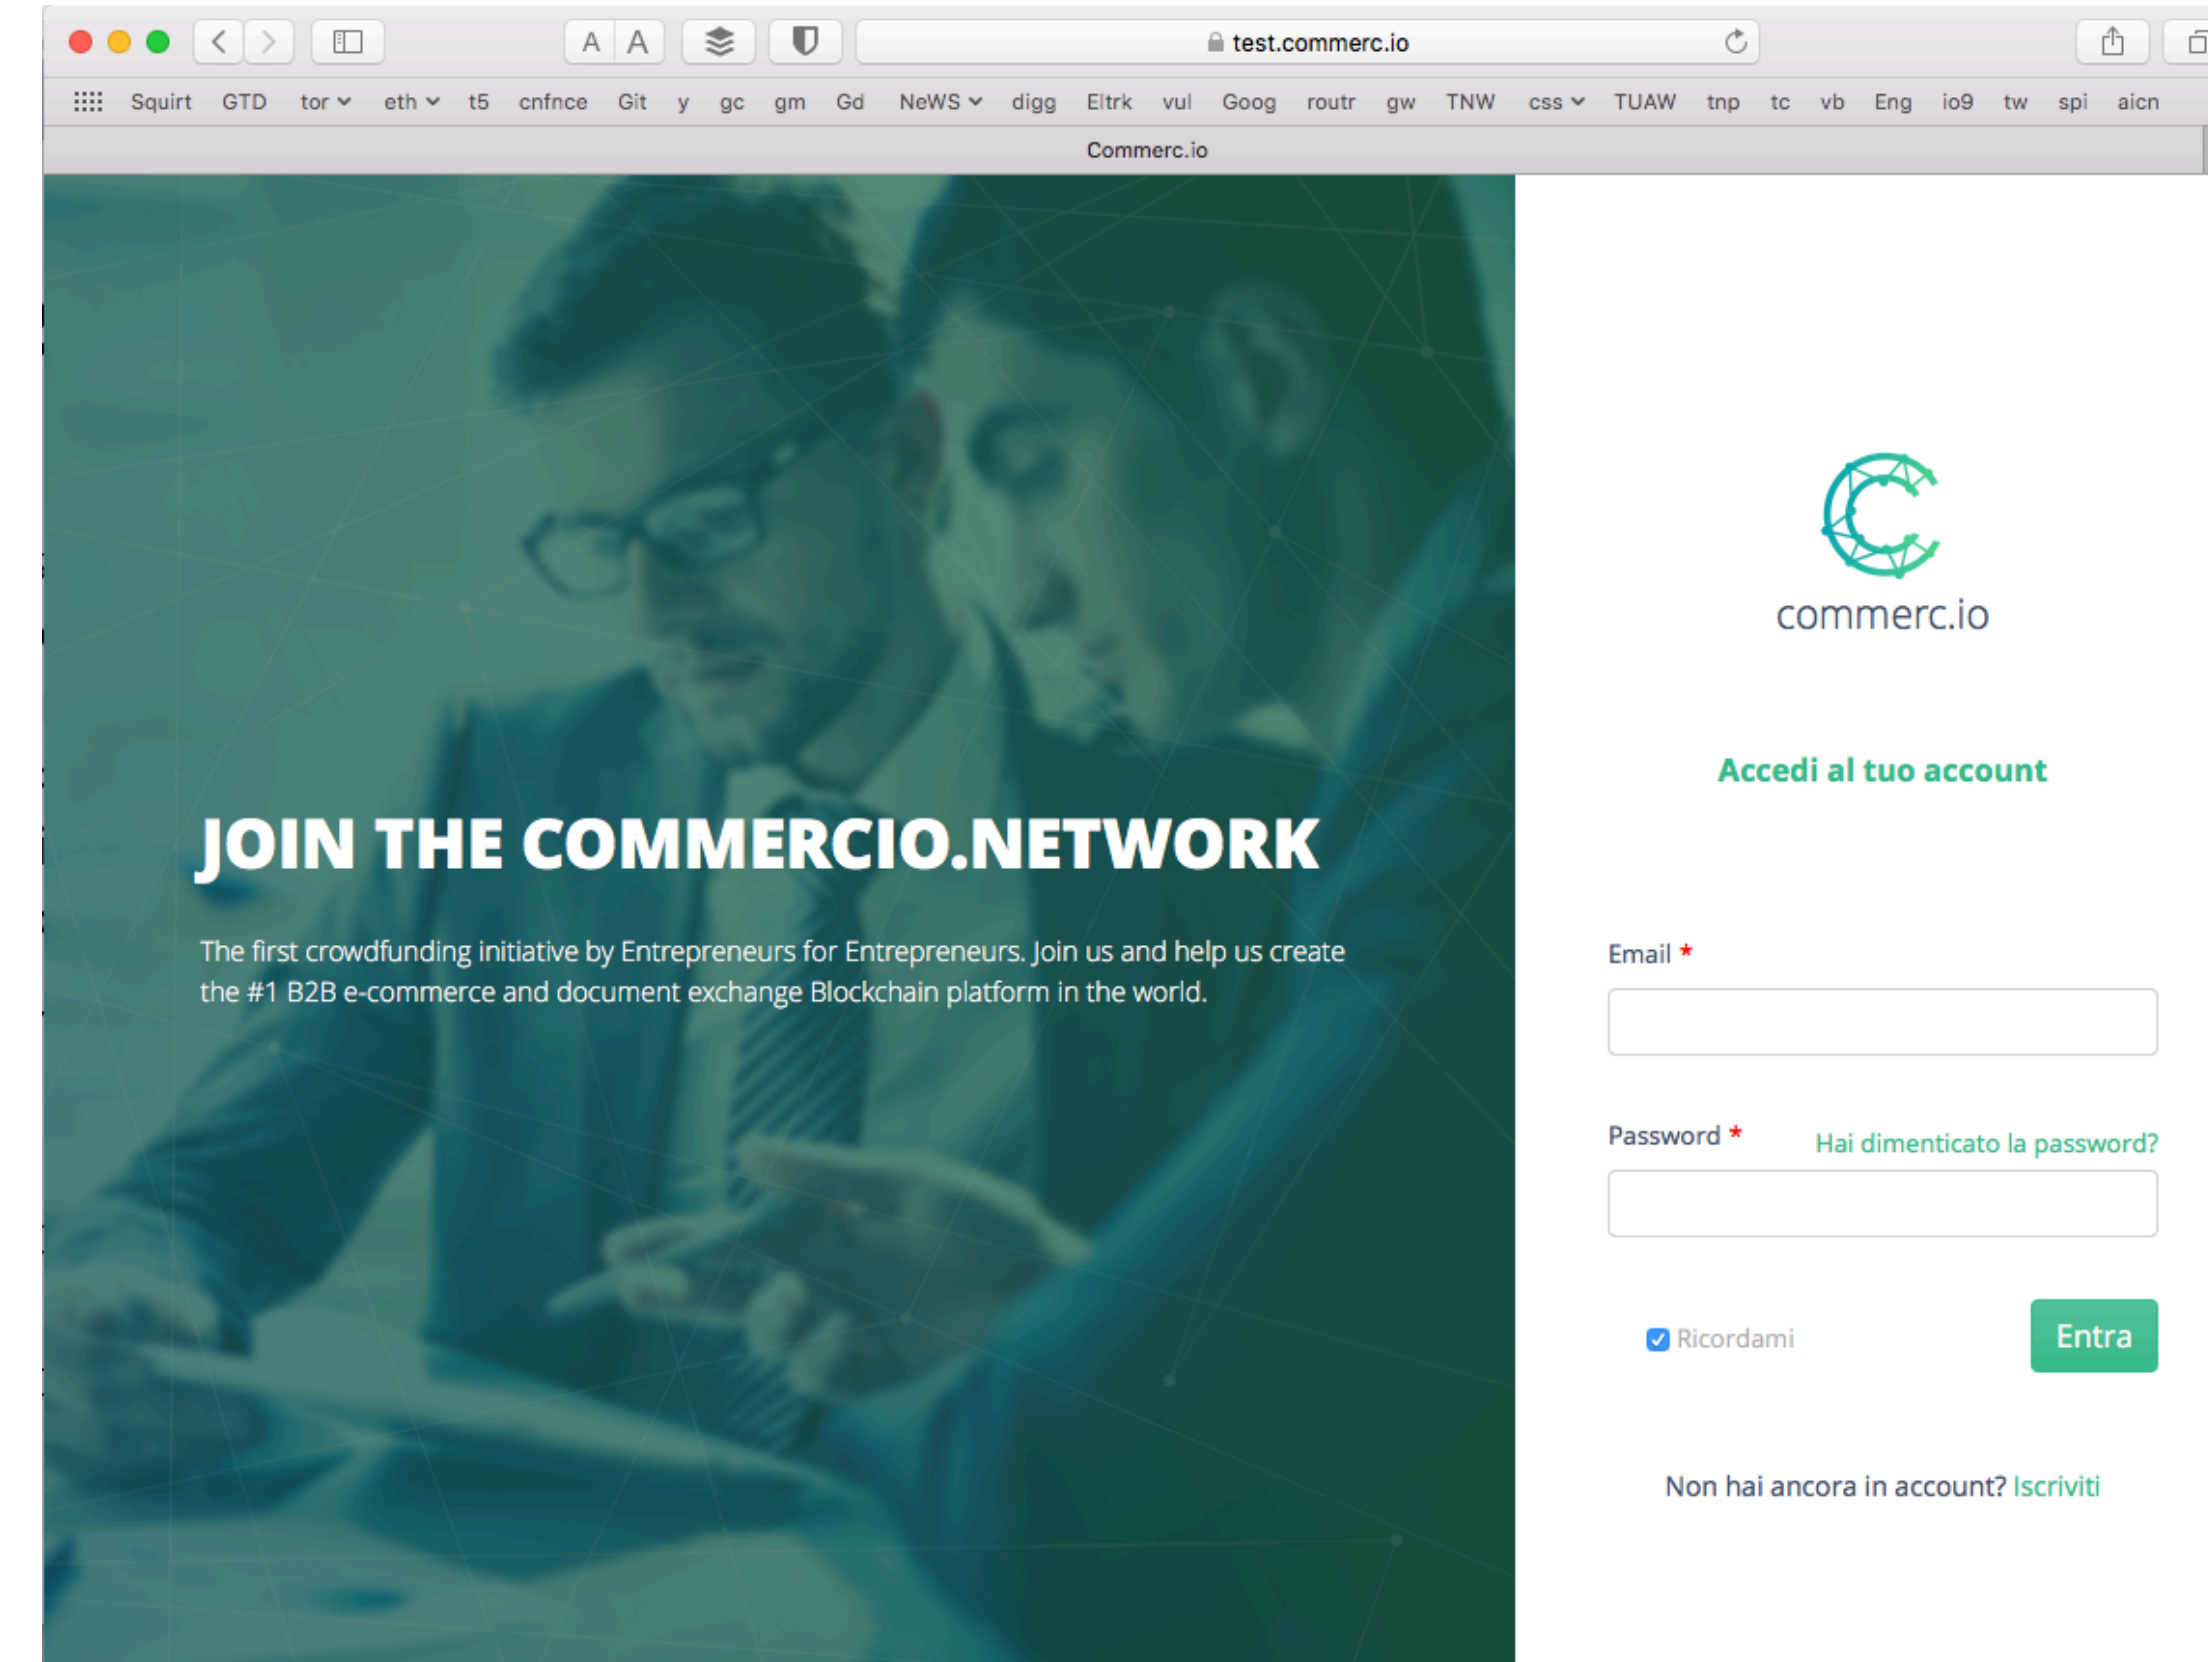 A A
test.commerc.io
Squirt GTD tor eth t5 cnfnce Git y gc gm Gd NeWS digg Eltrk vul Goog routr gw TNW css TUAW tnp tc vb Eng io9 tw spi aicn
Commerc.io
JOIN THE COMMERCIO.NETWORK
The first crowdfunding initiative by Entrepreneurs for Entrepreneurs. Join us and help us create
the #1 B2B e-commerce and document exchange Blockchain platform in the world.
commerc.io
Accedi al tuo account
Email *
Password * Hai dimenticato la password?
Ricordami Entra
Non hai ancora in account? Iscriviti